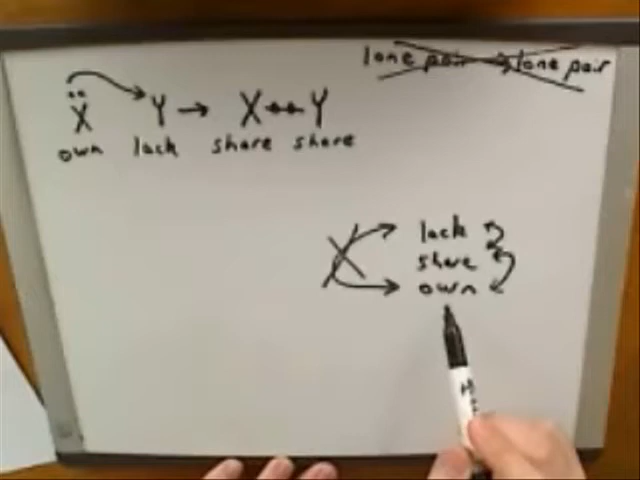 lone pair → lone pair
Ẍ Y → X••Y
own lack share share
lack
share
own